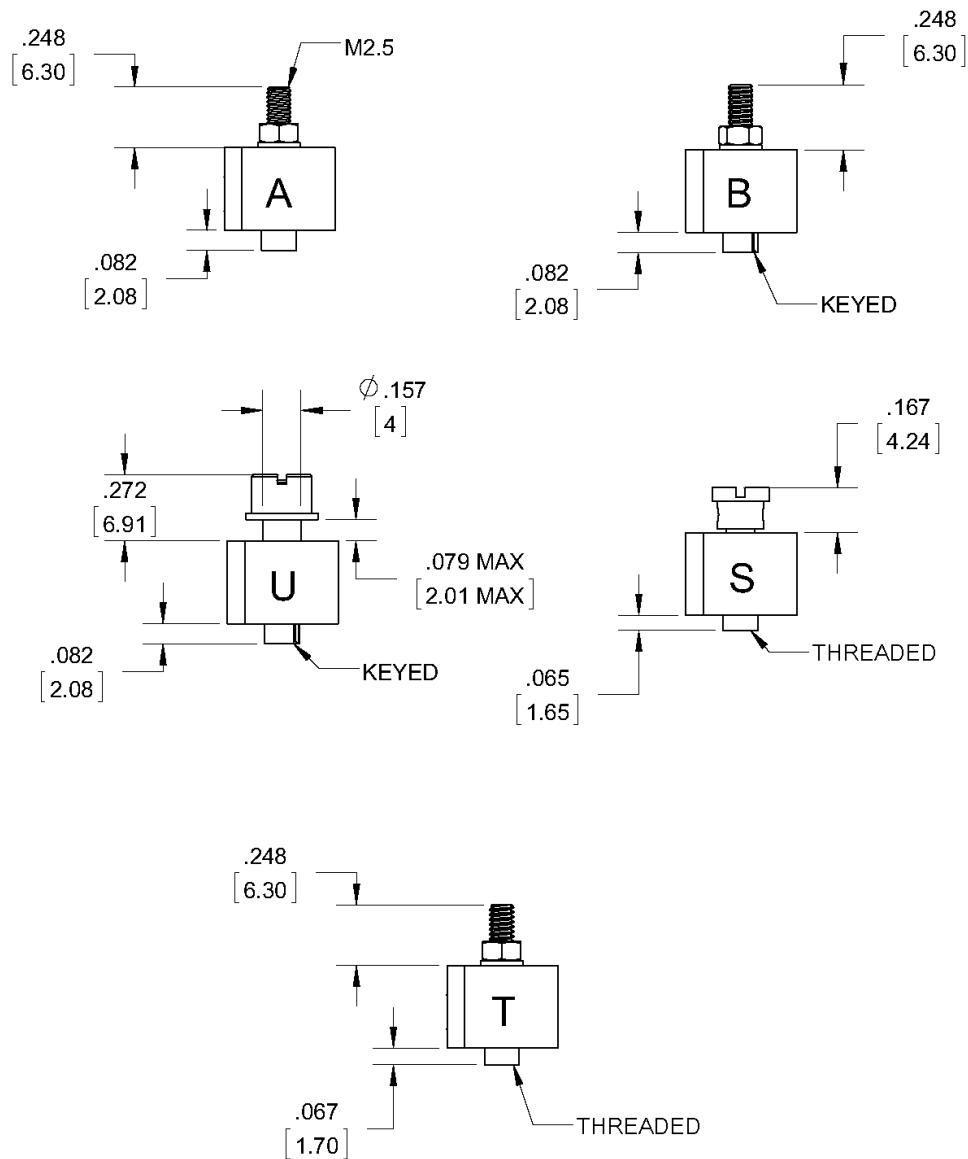 .248
[6.30]
M2.5
A
.082
[2.08]
.248
[6.30]
B
.082
[2.08]
KEYED
∅ .157
[4]
.272
[6.91]
.079 MAX
[2.01 MAX]
U
.082
[2.08]
KEYED
.167
[4.24]
S
.065
[1.65]
THREADED
.248
[6.30]
T
.067
[1.70]
THREADED